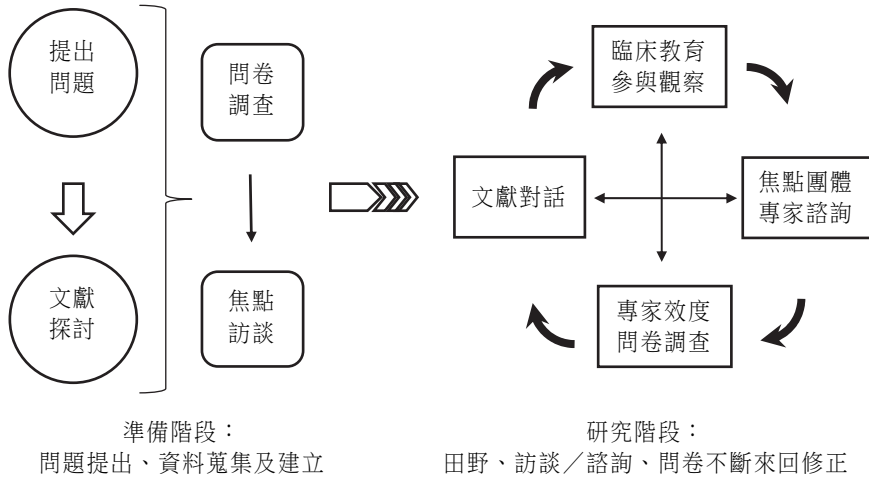 提出
問題
文獻
探討
問卷
調查
焦點
訪談
臨床教育
參與觀察
文獻對話
焦點團體
專家諮詢
專家效度
問卷調查
準備階段：
問題提出、資料蒐集及建立
研究階段：
田野、訪談／諮詢、問卷不斷來回修正